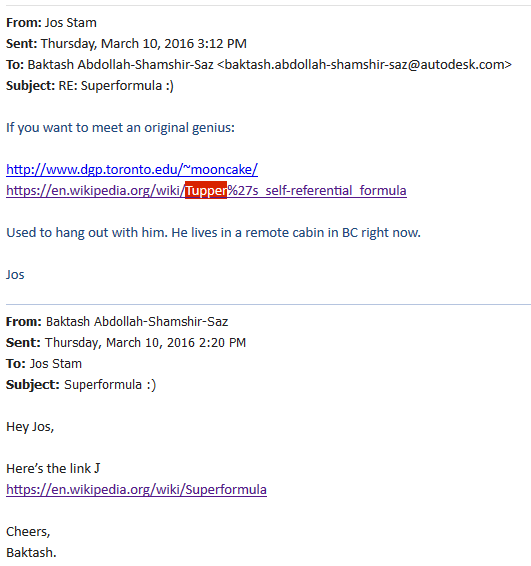 From: Jos Stam
Sent: Thursday, March 10, 2016 3:12 PM
To: Baktash Abdollah-Shamshir-Saz <baktash.abdollah-shamshir-saz@autodesk.com>
Subject: RE: Superformula :)
If you want to meet an original genius:
http://www.dgp.toronto.edu/~mooncake/
https://en.wikipedia.org/wiki/Tupper%27s_self-referential_formula
Used to hang out with him. He lives in a remote cabin in BC right now.
Jos
From: Baktash Abdollah-Shamshir-Saz
Sent: Thursday, March 10, 2016 2:20 PM
To: Jos Stam
Subject: Superformula :)
Hey Jos,
Here's the link J
https://en.wikipedia.org/wiki/Superformula
Cheers,
Baktash.